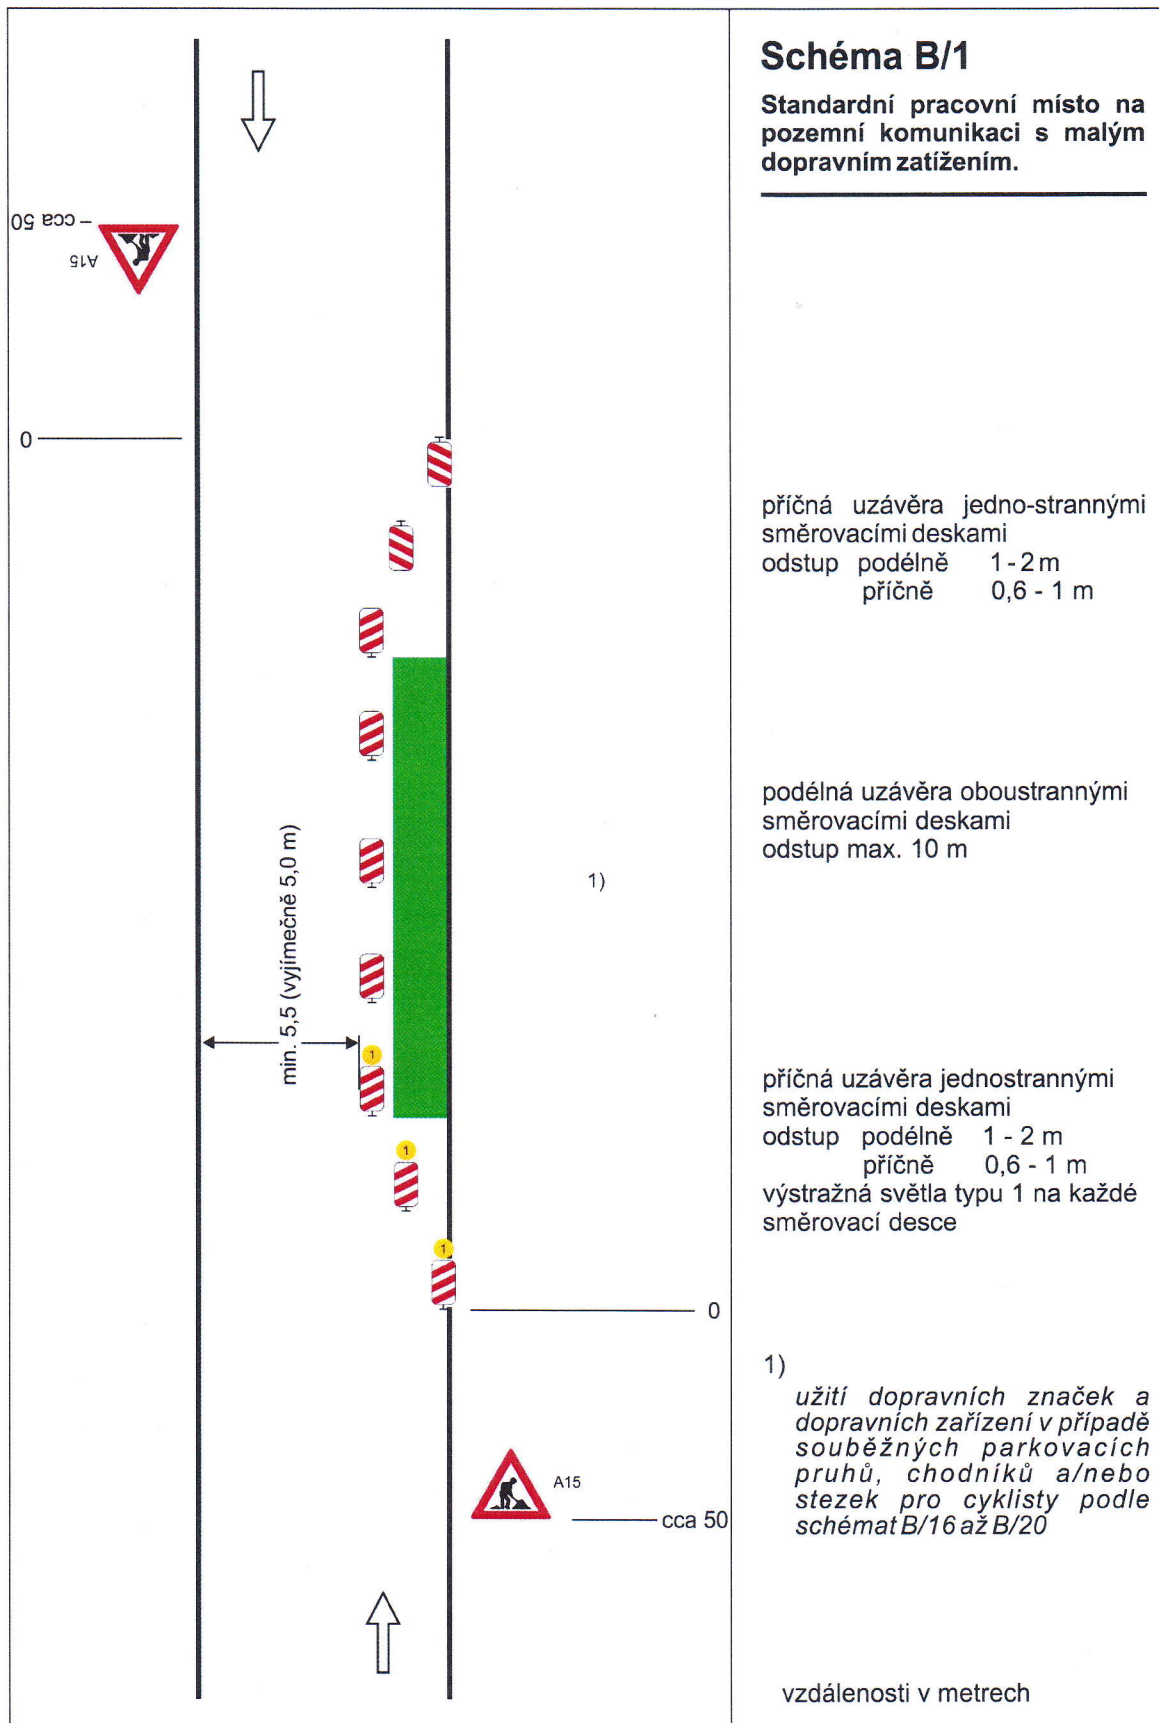 Schéma B/1
Standardní pracovní místo na
pozemní komunikaci s malým
dopravním zatížením.
cca 50
A15
0
příčná uzávěra jedno-strannými
směrovacími deskami
odstup podélně 1-2 m
příčně 0,6 - 1 m
podélná uzávěra oboustrannými
směrovacími deskami
odstup max. 10 m
min. 5,5 (vyjímečně 5,0 m)
1)
1
1
1
příčná uzávěra jednostrannými
směrovacími deskami
odstup podélně 1 - 2 m
příčně 0,6 - 1 m
výstražná světla typu 1 na každé
směrovací desce
0
A15
cca 50
1)
užití dopravních značek a
dopravních zařízení v případě
souběžných parkovacích
pruhů, chodníků a/nebo
stezek pro cyklisty podle
schémat B/16 až B/20
vzdálenosti v metrech